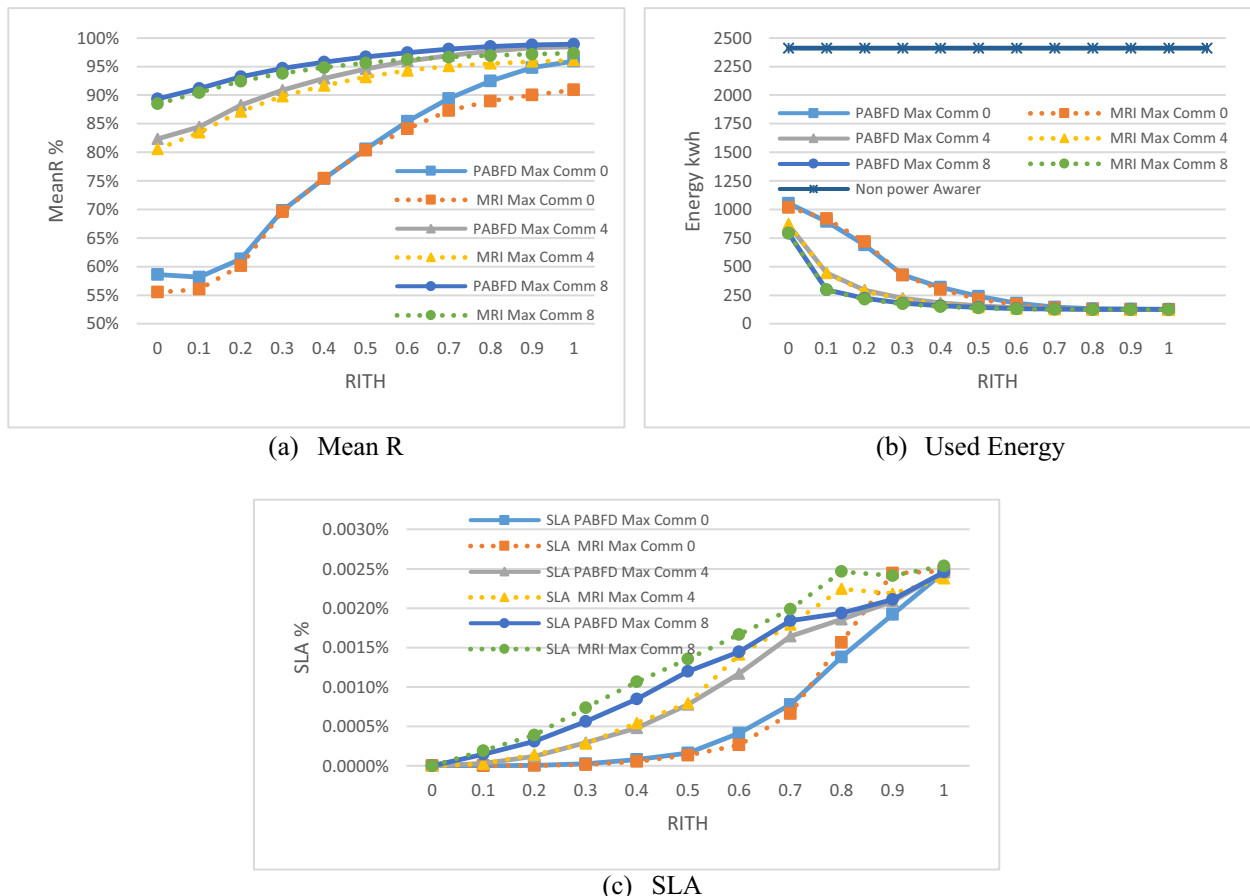 100%
95%
90%
85%
80%
75%
70%
65%
60%
55%
50%
MeanR %
PABFD Max Comm 0
MRI Max Comm 0
PABFD Max Comm 4
MRI Max Comm 4
PABFD Max Comm 8
MRI Max Comm 8
0 0.1 0.2 0.3 0.4 0.5 0.6 0.7 0.8 0.9 1
RITH
(a) Mean R
2500
2250
2000
1750
1500
1250
1000
750
500
250
0
Energy kwh
PABFD Max Comm 0 MRI Max Comm 0
PABFD Max Comm 4 MRI Max Comm 4
PABFD Max Comm 8 MRI Max Comm 8
Non power Awarer
0 0.1 0.2 0.3 0.4 0.5 0.6 0.7 0.8 0.9 1
RITH
(b) Used Energy
0.0030%
0.0025%
0.0020%
0.0015%
0.0010%
0.0005%
0.0000%
SLA %
SLA PABFD Max Comm 0
SLA MRI Max Comm 0
SLA PABFD Max Comm 4
SLA MRI Max Comm 4
SLA PABFD Max Comm 8
SLA MRI Max Comm 8
0 0.1 0.2 0.3 0.4 0.5 0.6 0.7 0.8 0.9 1
RITH
(c) SLA